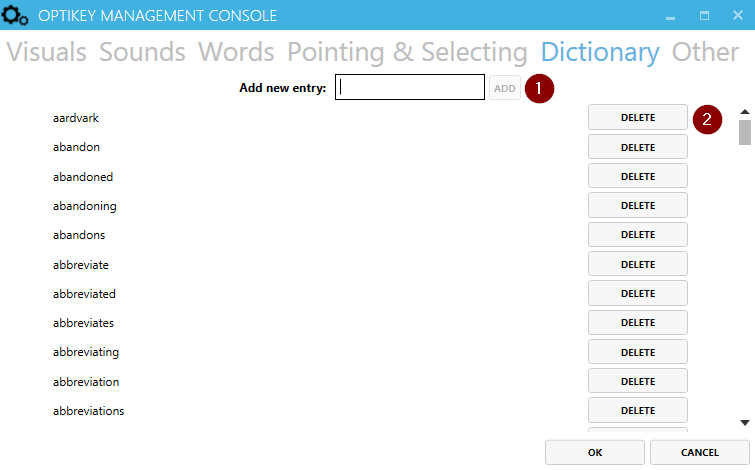 OPTIKEY MANAGEMENT CONSOLE
Visuals Sounds Words Pointing & Selecting Dictionary Other
Add new entry: ADD 1
aardvark DELETE 2
abandon DELETE
abandoned DELETE
abandoning DELETE
abandons DELETE
abbreviate DELETE
abbreviated DELETE
abbreviates DELETE
abbreviating DELETE
abbreviation DELETE
abbreviations DELETE
OK CANCEL